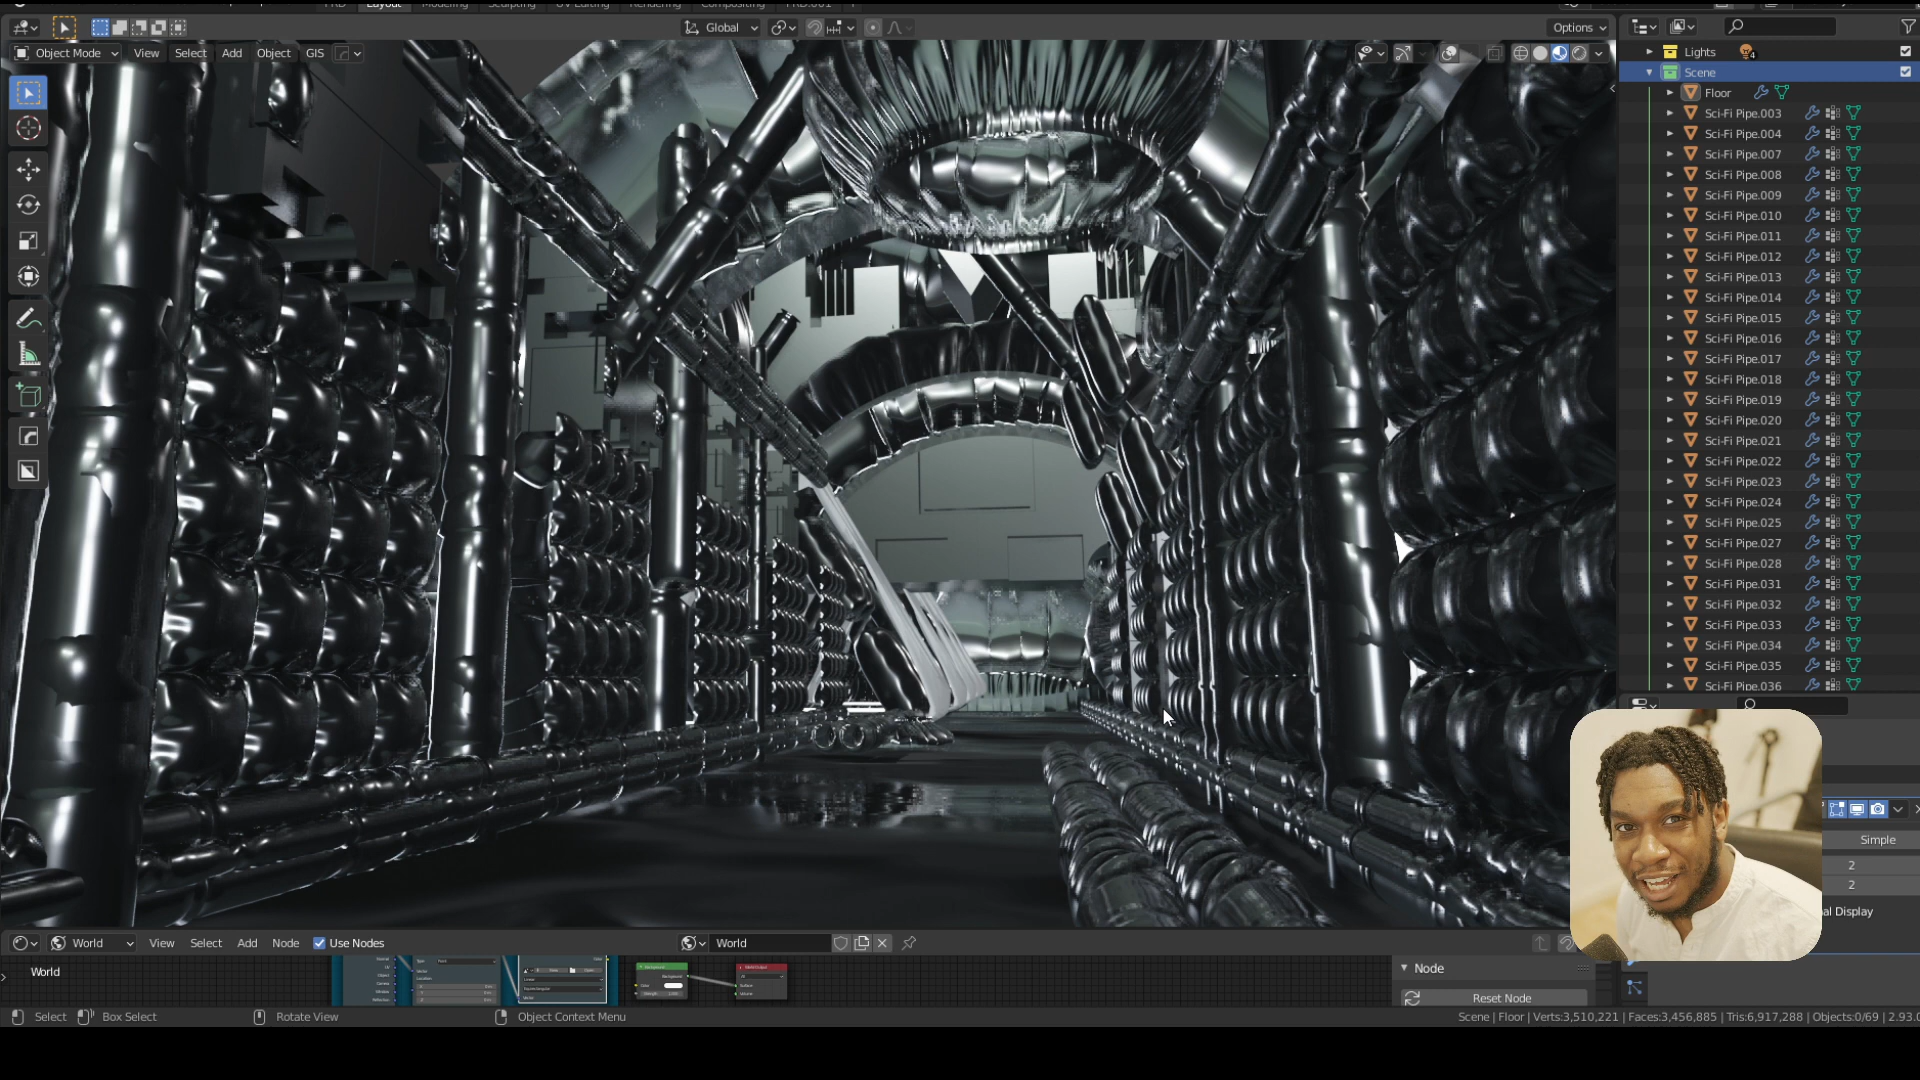 Layout Modeling Sculpting UV Editing Rendering Compositing
Global
Options
Object Mode View Select Add Object GIS
Lights
4
Scene
Floor
Sci-Fi Pipe.003
Sci-Fi Pipe.004
Sci-Fi Pipe.007
Sci-Fi Pipe.008
Sci-Fi Pipe.009
Sci-Fi Pipe.010
Sci-Fi Pipe.011
Sci-Fi Pipe.012
Sci-Fi Pipe.013
Sci-Fi Pipe.014
Sci-Fi Pipe.015
Sci-Fi Pipe.016
Sci-Fi Pipe.017
Sci-Fi Pipe.018
Sci-Fi Pipe.019
Sci-Fi Pipe.020
Sci-Fi Pipe.021
Sci-Fi Pipe.022
Sci-Fi Pipe.023
Sci-Fi Pipe.024
Sci-Fi Pipe.025
Sci-Fi Pipe.027
Sci-Fi Pipe.028
Sci-Fi Pipe.031
Sci-Fi Pipe.032
Sci-Fi Pipe.033
Sci-Fi Pipe.034
Sci-Fi Pipe.035
Sci-Fi Pipe.036
Simple
2
2
al Display
World View Select Add Node Use Nodes World
World
Node
Reset Node
Select Box Select Rotate View Object Context Menu
Scene | Floor | Verts:3,510,221 | Faces:3,456,885 | Tris:6,917,288 | Objects:0/69 | 2.93.0